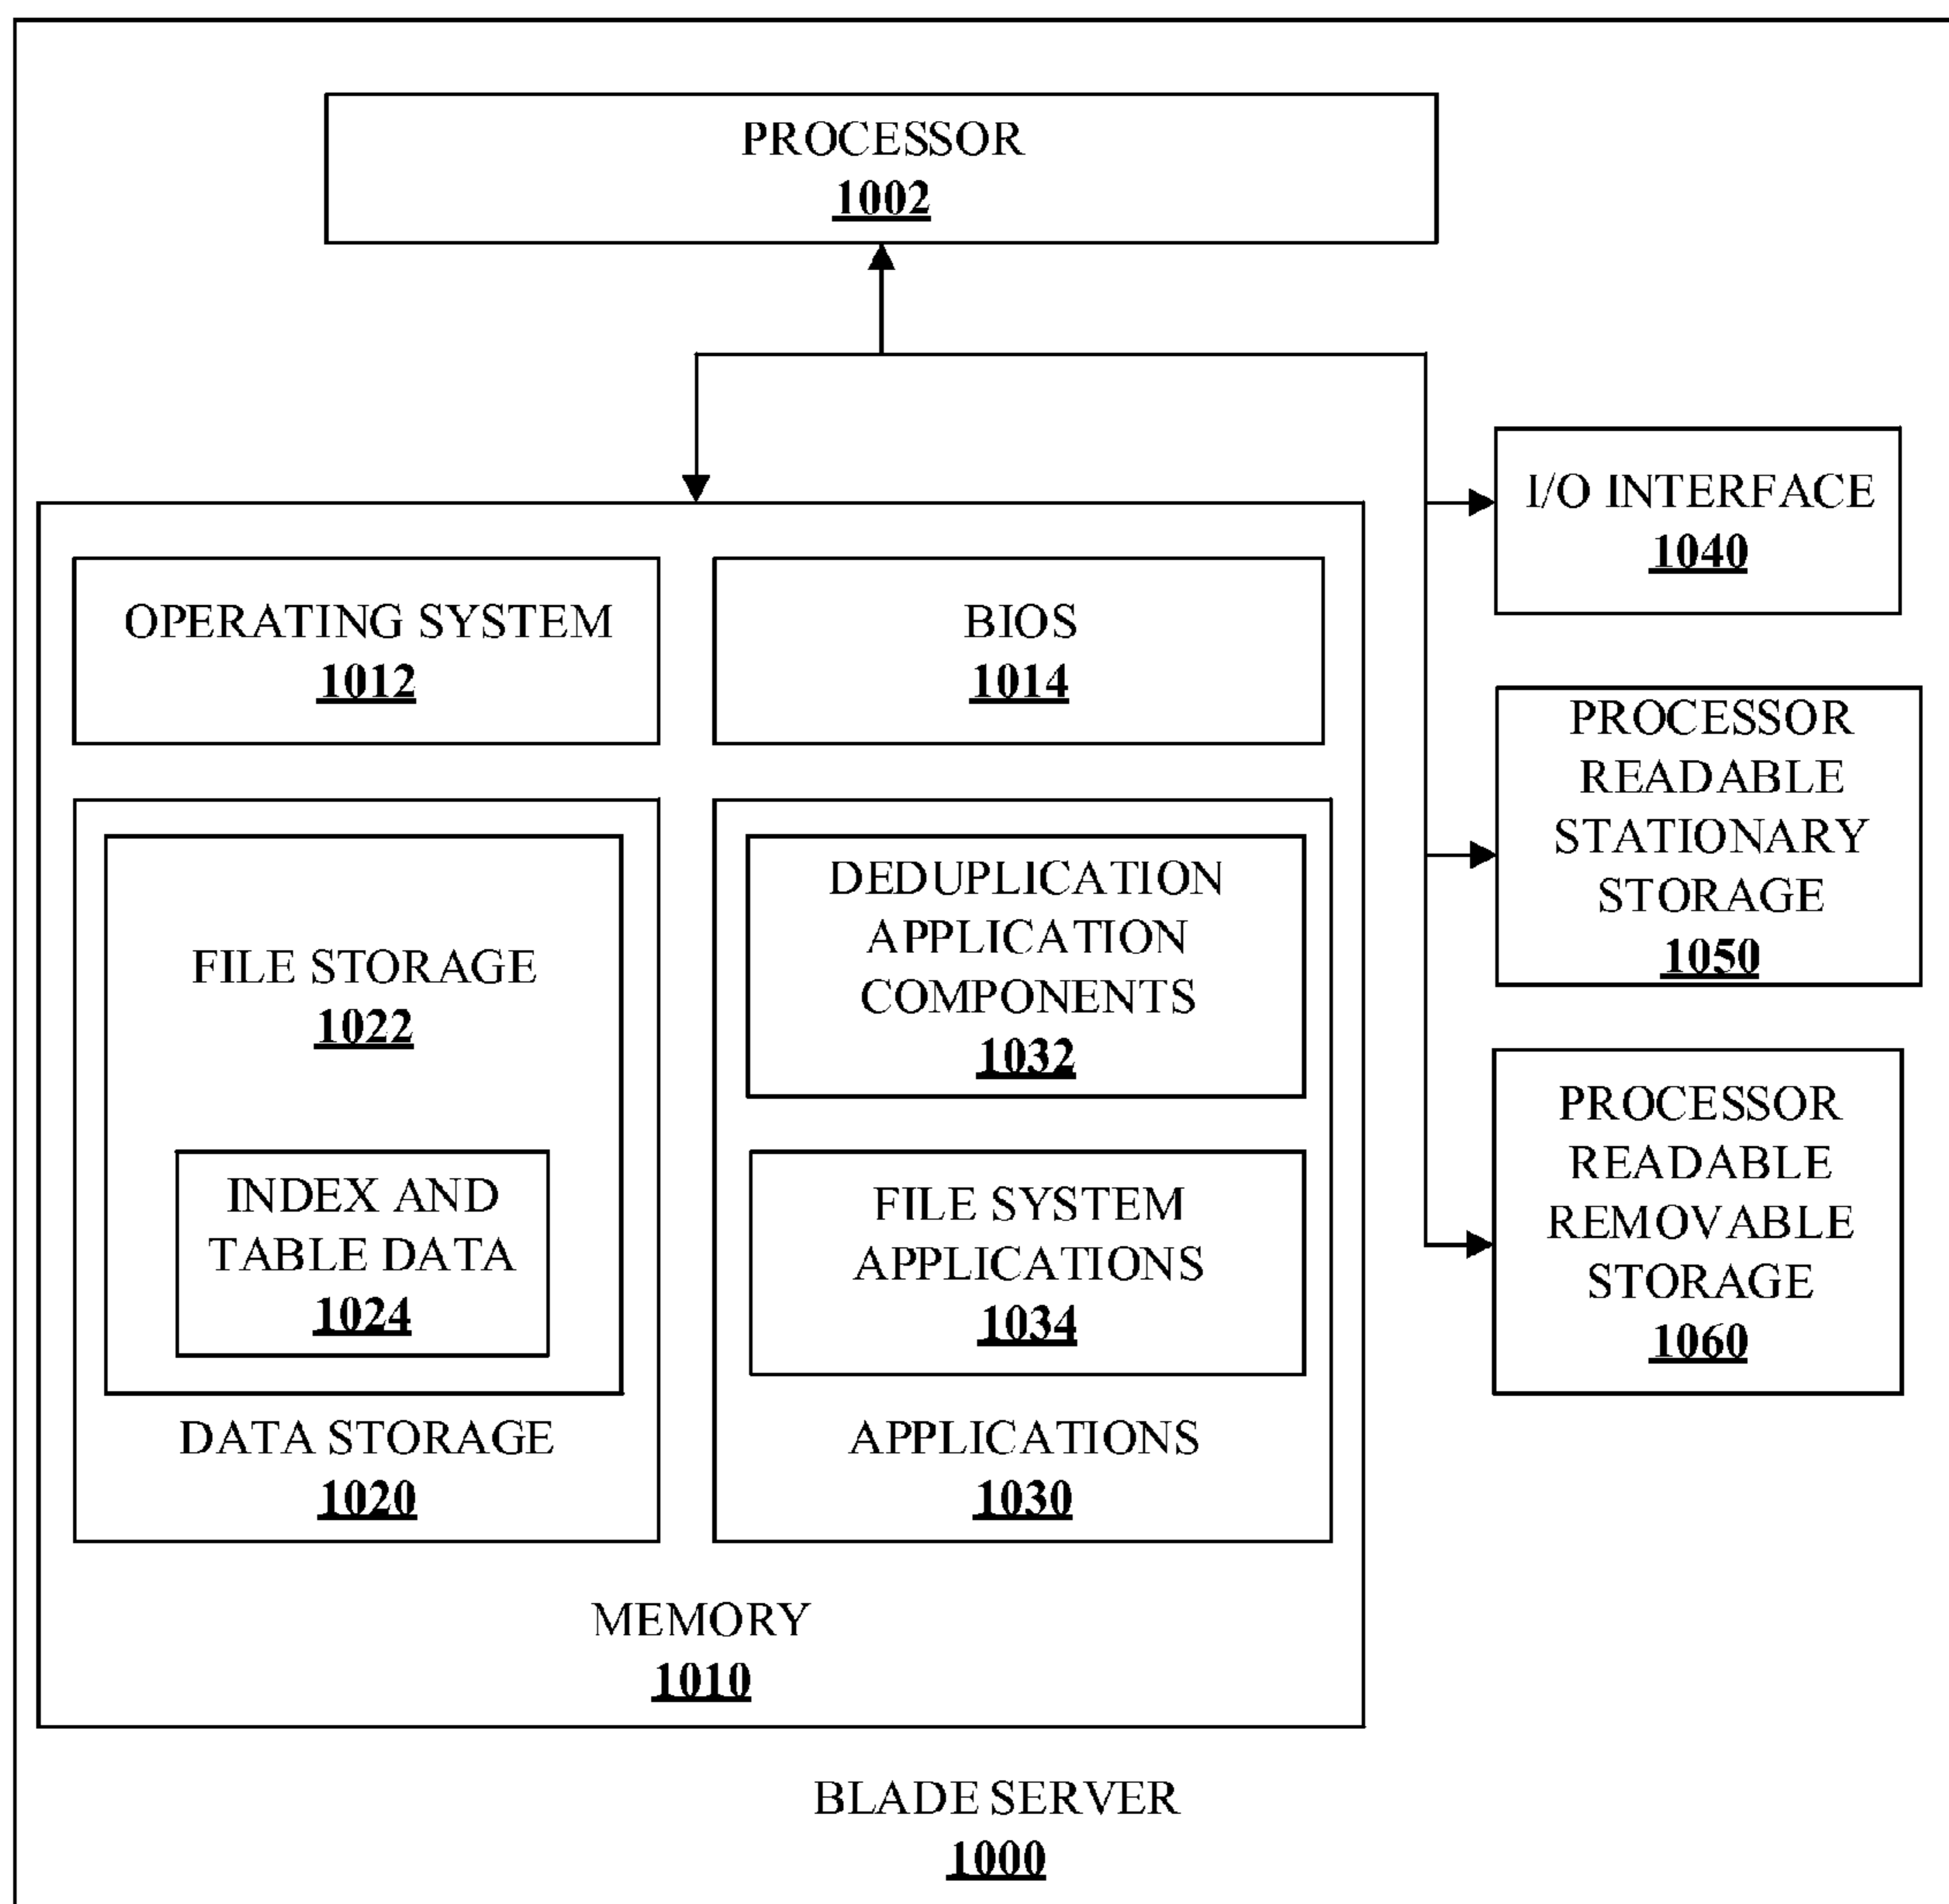 PROCESSOR
1002
I/O INTERFACE
1040
OPERATING SYSTEM
1012
BIOS
1014
PROCESSOR
READABLE
STATIONARY
STORAGE
1050
FILE STORAGE
1022
INDEX AND
TABLE DATA
1024
DATA STORAGE
1020
DEDUPLICATION
APPLICATION
COMPONENTS
1032
FILE SYSTEM
APPLICATIONS
1034
APPLICATIONS
1030
PROCESSOR
READABLE
REMOVABLE
STORAGE
1060
MEMORY
1010
BLADE SERVER
1000